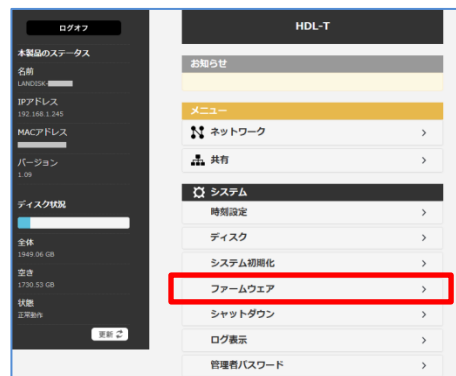 ログオフ
本製品のステータス
名前
LANDISK-
IPアドレス
192.168.1.245
MACアドレス
バージョン
1.09
ディスク状況
全体
1949.06 GB
空き
1730.53 GB
状態
正常動作
更新
HDL-T
お知らせ
メニュー
ネットワーク
共有
システム
時刻設定
ディスク
システム初期化
ファームウェア
シャットダウン
ログ表示
管理者パスワード